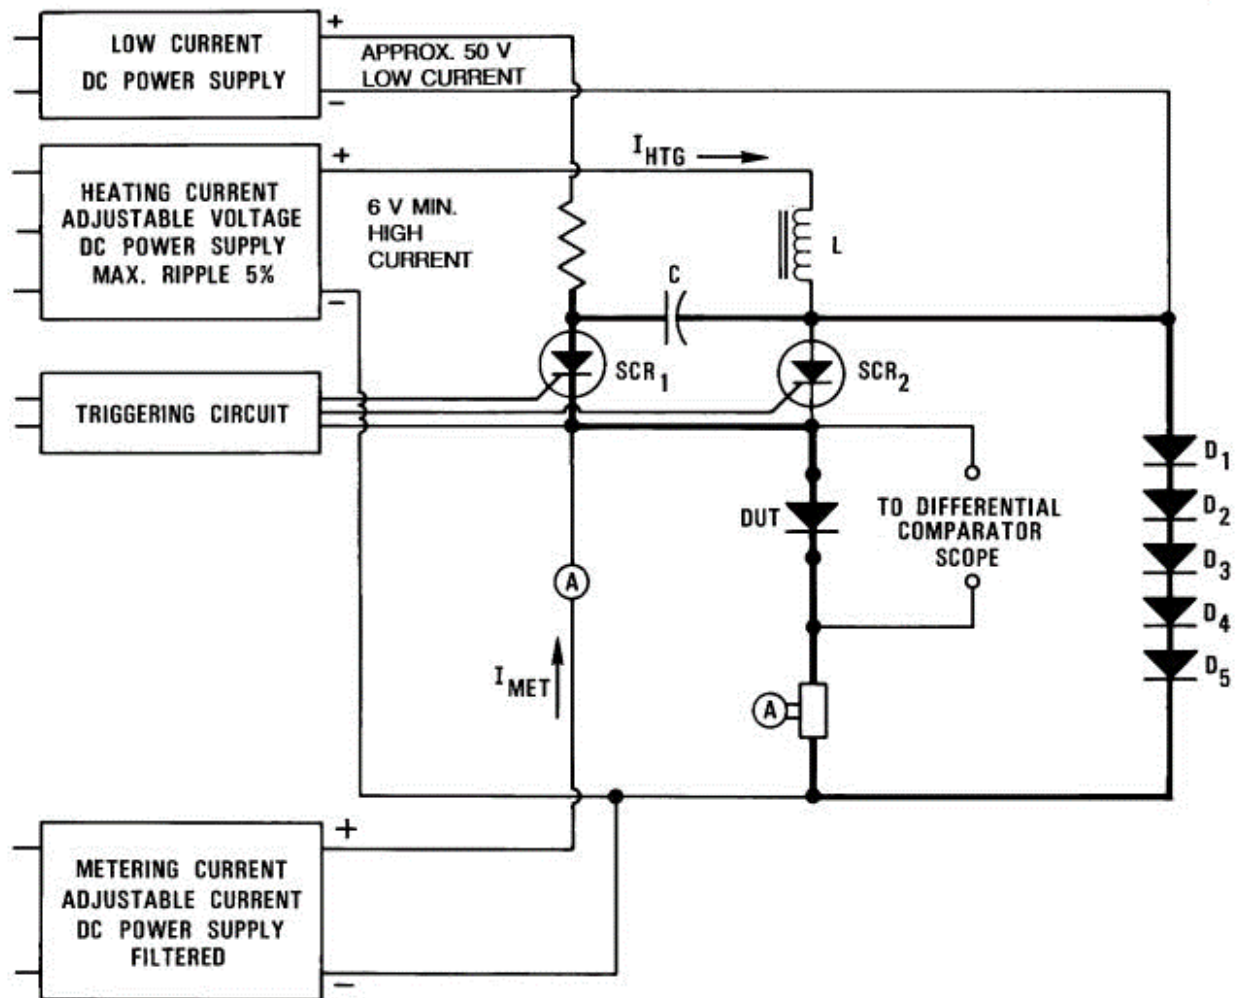 LOW CURRENT
DC POWER SUPPLY
+
−
APPROX. 50 V
LOW CURRENT
HEATING CURRENT
ADJUSTABLE VOLTAGE
DC POWER SUPPLY
MAX. RIPPLE 5%
+
−
6 V MIN.
HIGH
CURRENT
I HTG
L
C
SCR1
SCR2
TRIGGERING CIRCUIT
DUT
TO DIFFERENTIAL
COMPARATOR
SCOPE
D1
D2
D3
D4
D5
A
I MET
A
METERING CURRENT
ADJUSTABLE CURRENT
DC POWER SUPPLY
FILTERED
+
−